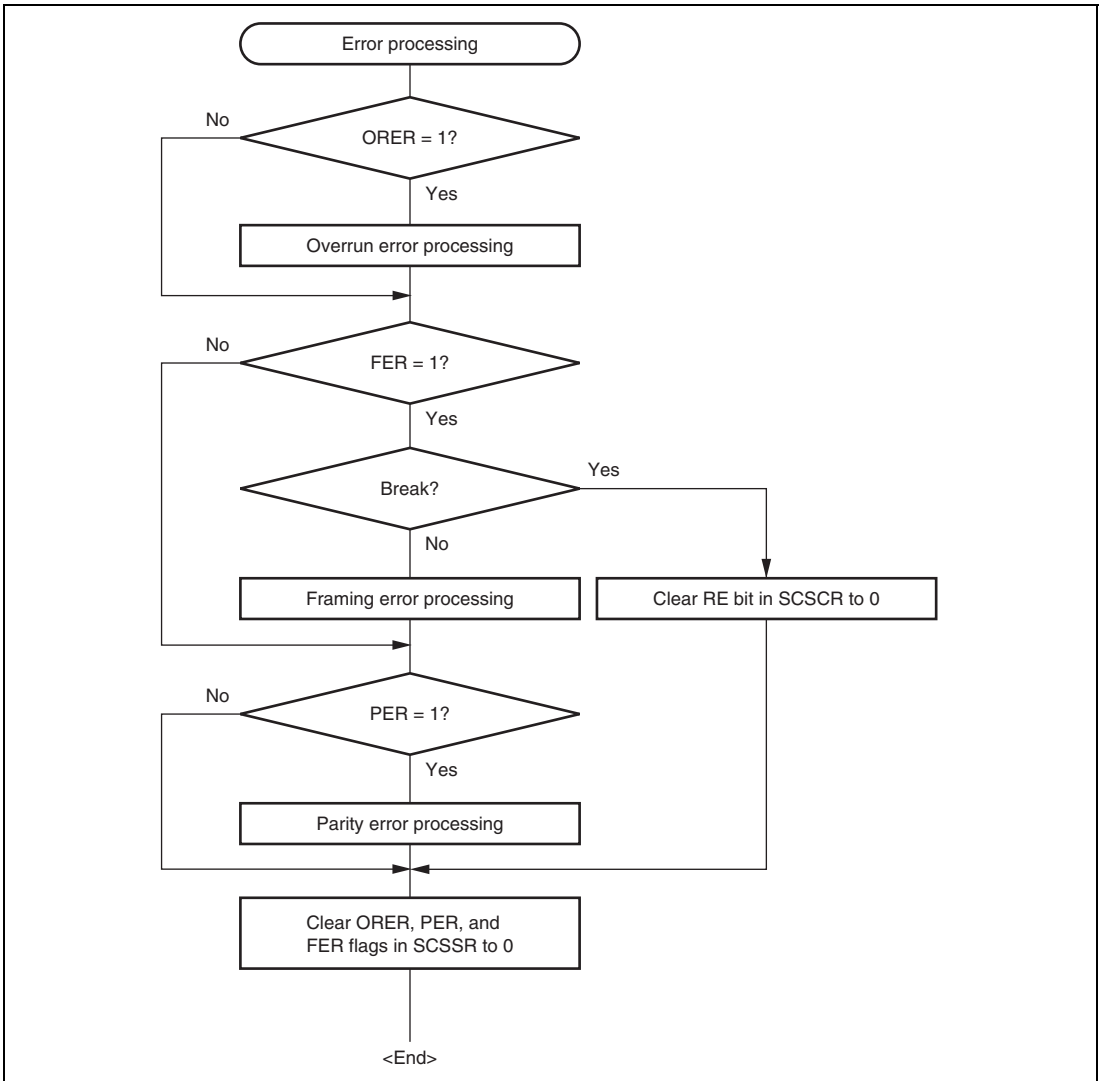 Error processing
No
ORER = 1?
Yes
Overrun error processing
No
FER = 1?
Yes
Yes
Break?
No
Framing error processing
Clear RE bit in SCSCR to 0
No
PER = 1?
Yes
Parity error processing
Clear ORER, PER, and
FER flags in SCSSR to 0
<End>